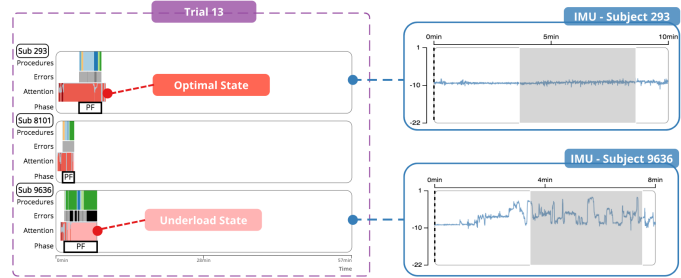 Trial 13
Sub 293
Procedures
Errors
Attention
Phase
PF
Optimal State
Sub 8101
Procedures
Errors
Attention
Phase
PF
Sub 9636
Procedures
Errors
Attention
Phase
PF
Underload State
0min
28min
57min
Time
IMU - Subject 293
0min
5min
10min
1
-10
-22
IMU - Subject 9636
0min
4min
8min
1
-10
-22